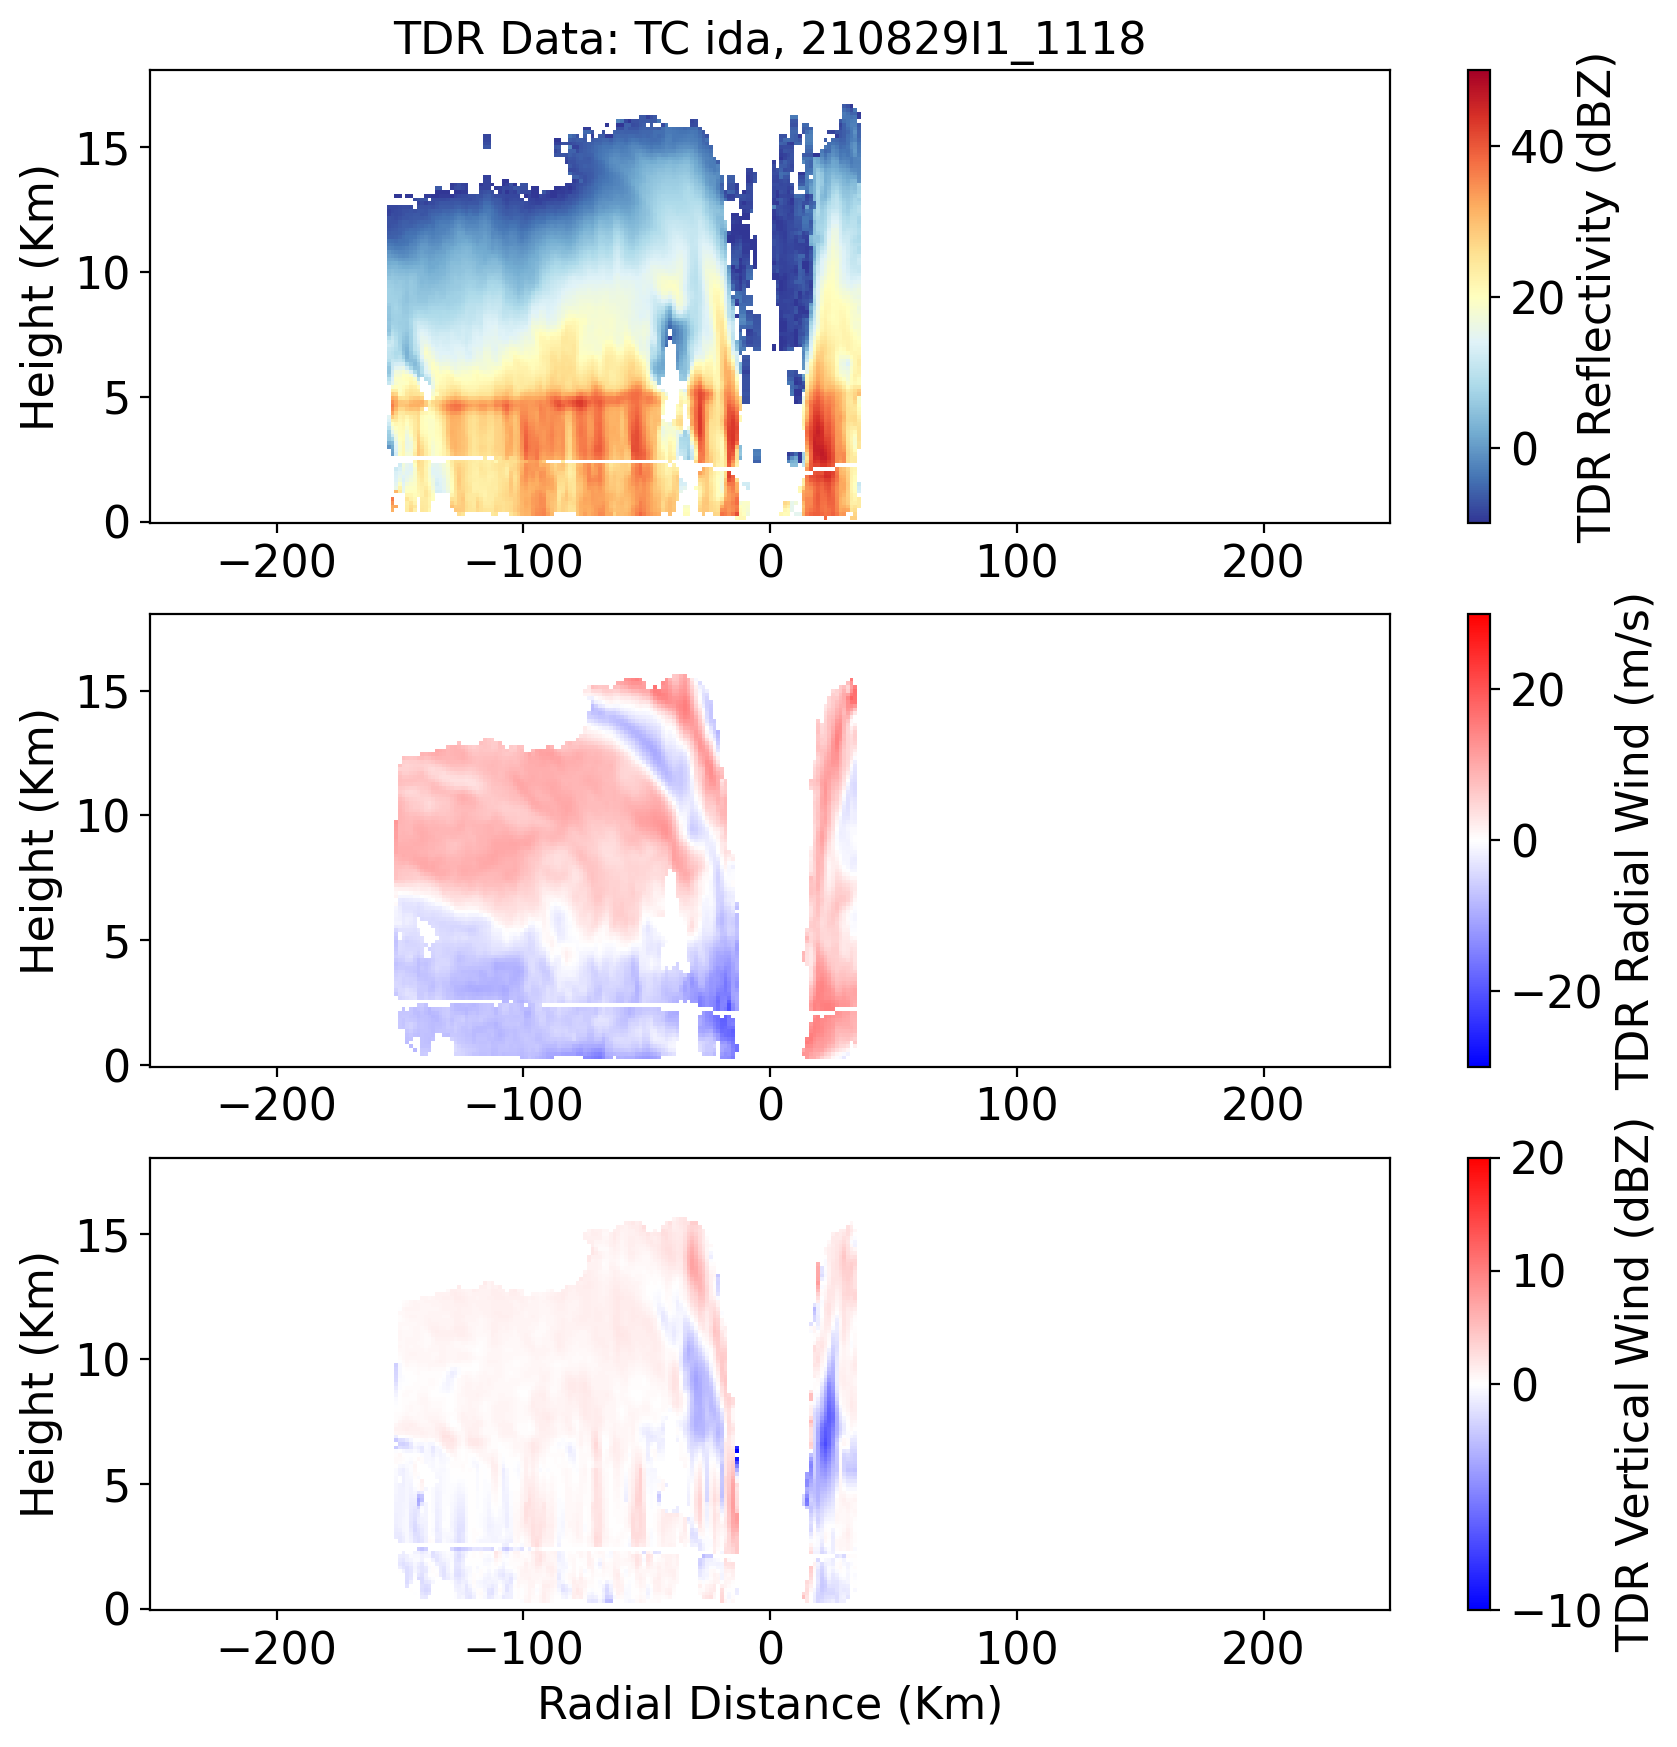 TDR Data: TC ida, 210829I1_1118
Height (Km)
15
10
5
0
−200 −100 0 100 200
40
20
0
TDR Reflectivity (dBZ)
Height (Km)
15
10
5
0
−200 −100 0 100 200
20
0
−20
TDR Radial Wind (m/s)
Height (Km)
15
10
5
0
−200 −100 0 100 200
Radial Distance (Km)
20
10
0
−10
TDR Vertical Wind (dBZ)